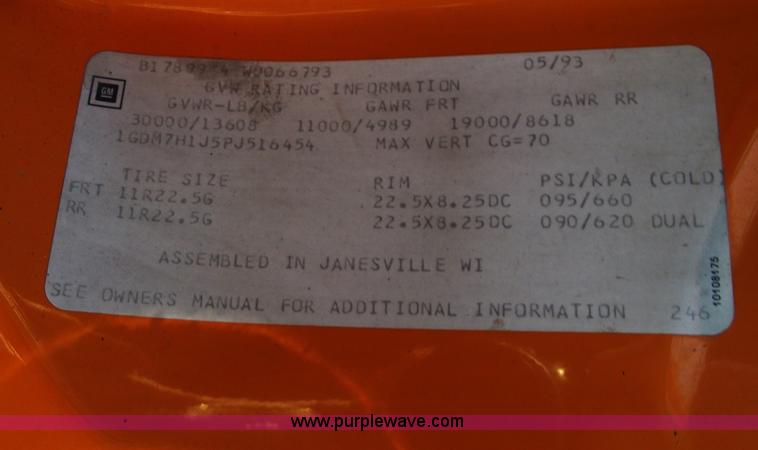 05/93
GM GVW RATING INFORMATION
GVWR-LB/KG GAWR FRT GAWR RR
30000/13608 11000/4989 19000/8618
1GDM7H1J5PJ516454 MAX VERT CG=70
TIRE SIZE RIM PSI/KPA (COLD)
FRT 11R22.5G 22.5X8.25DC 095/660
RR 11R22.5G 22.5X8.25DC 090/620 DUAL
ASSEMBLED IN JANESVILLE WI
SEE OWNERS MANUAL FOR ADDITIONAL INFORMATION 246
10108175
www.purplewave.com